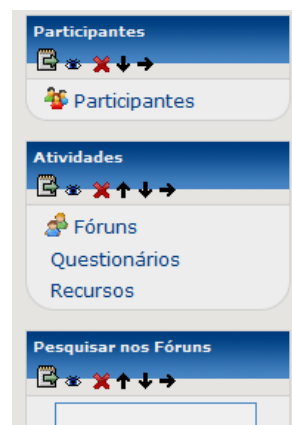 Participantes
Participantes
Atividades
Fóruns
Questionários
Recursos
Pesquisar nos Fóruns